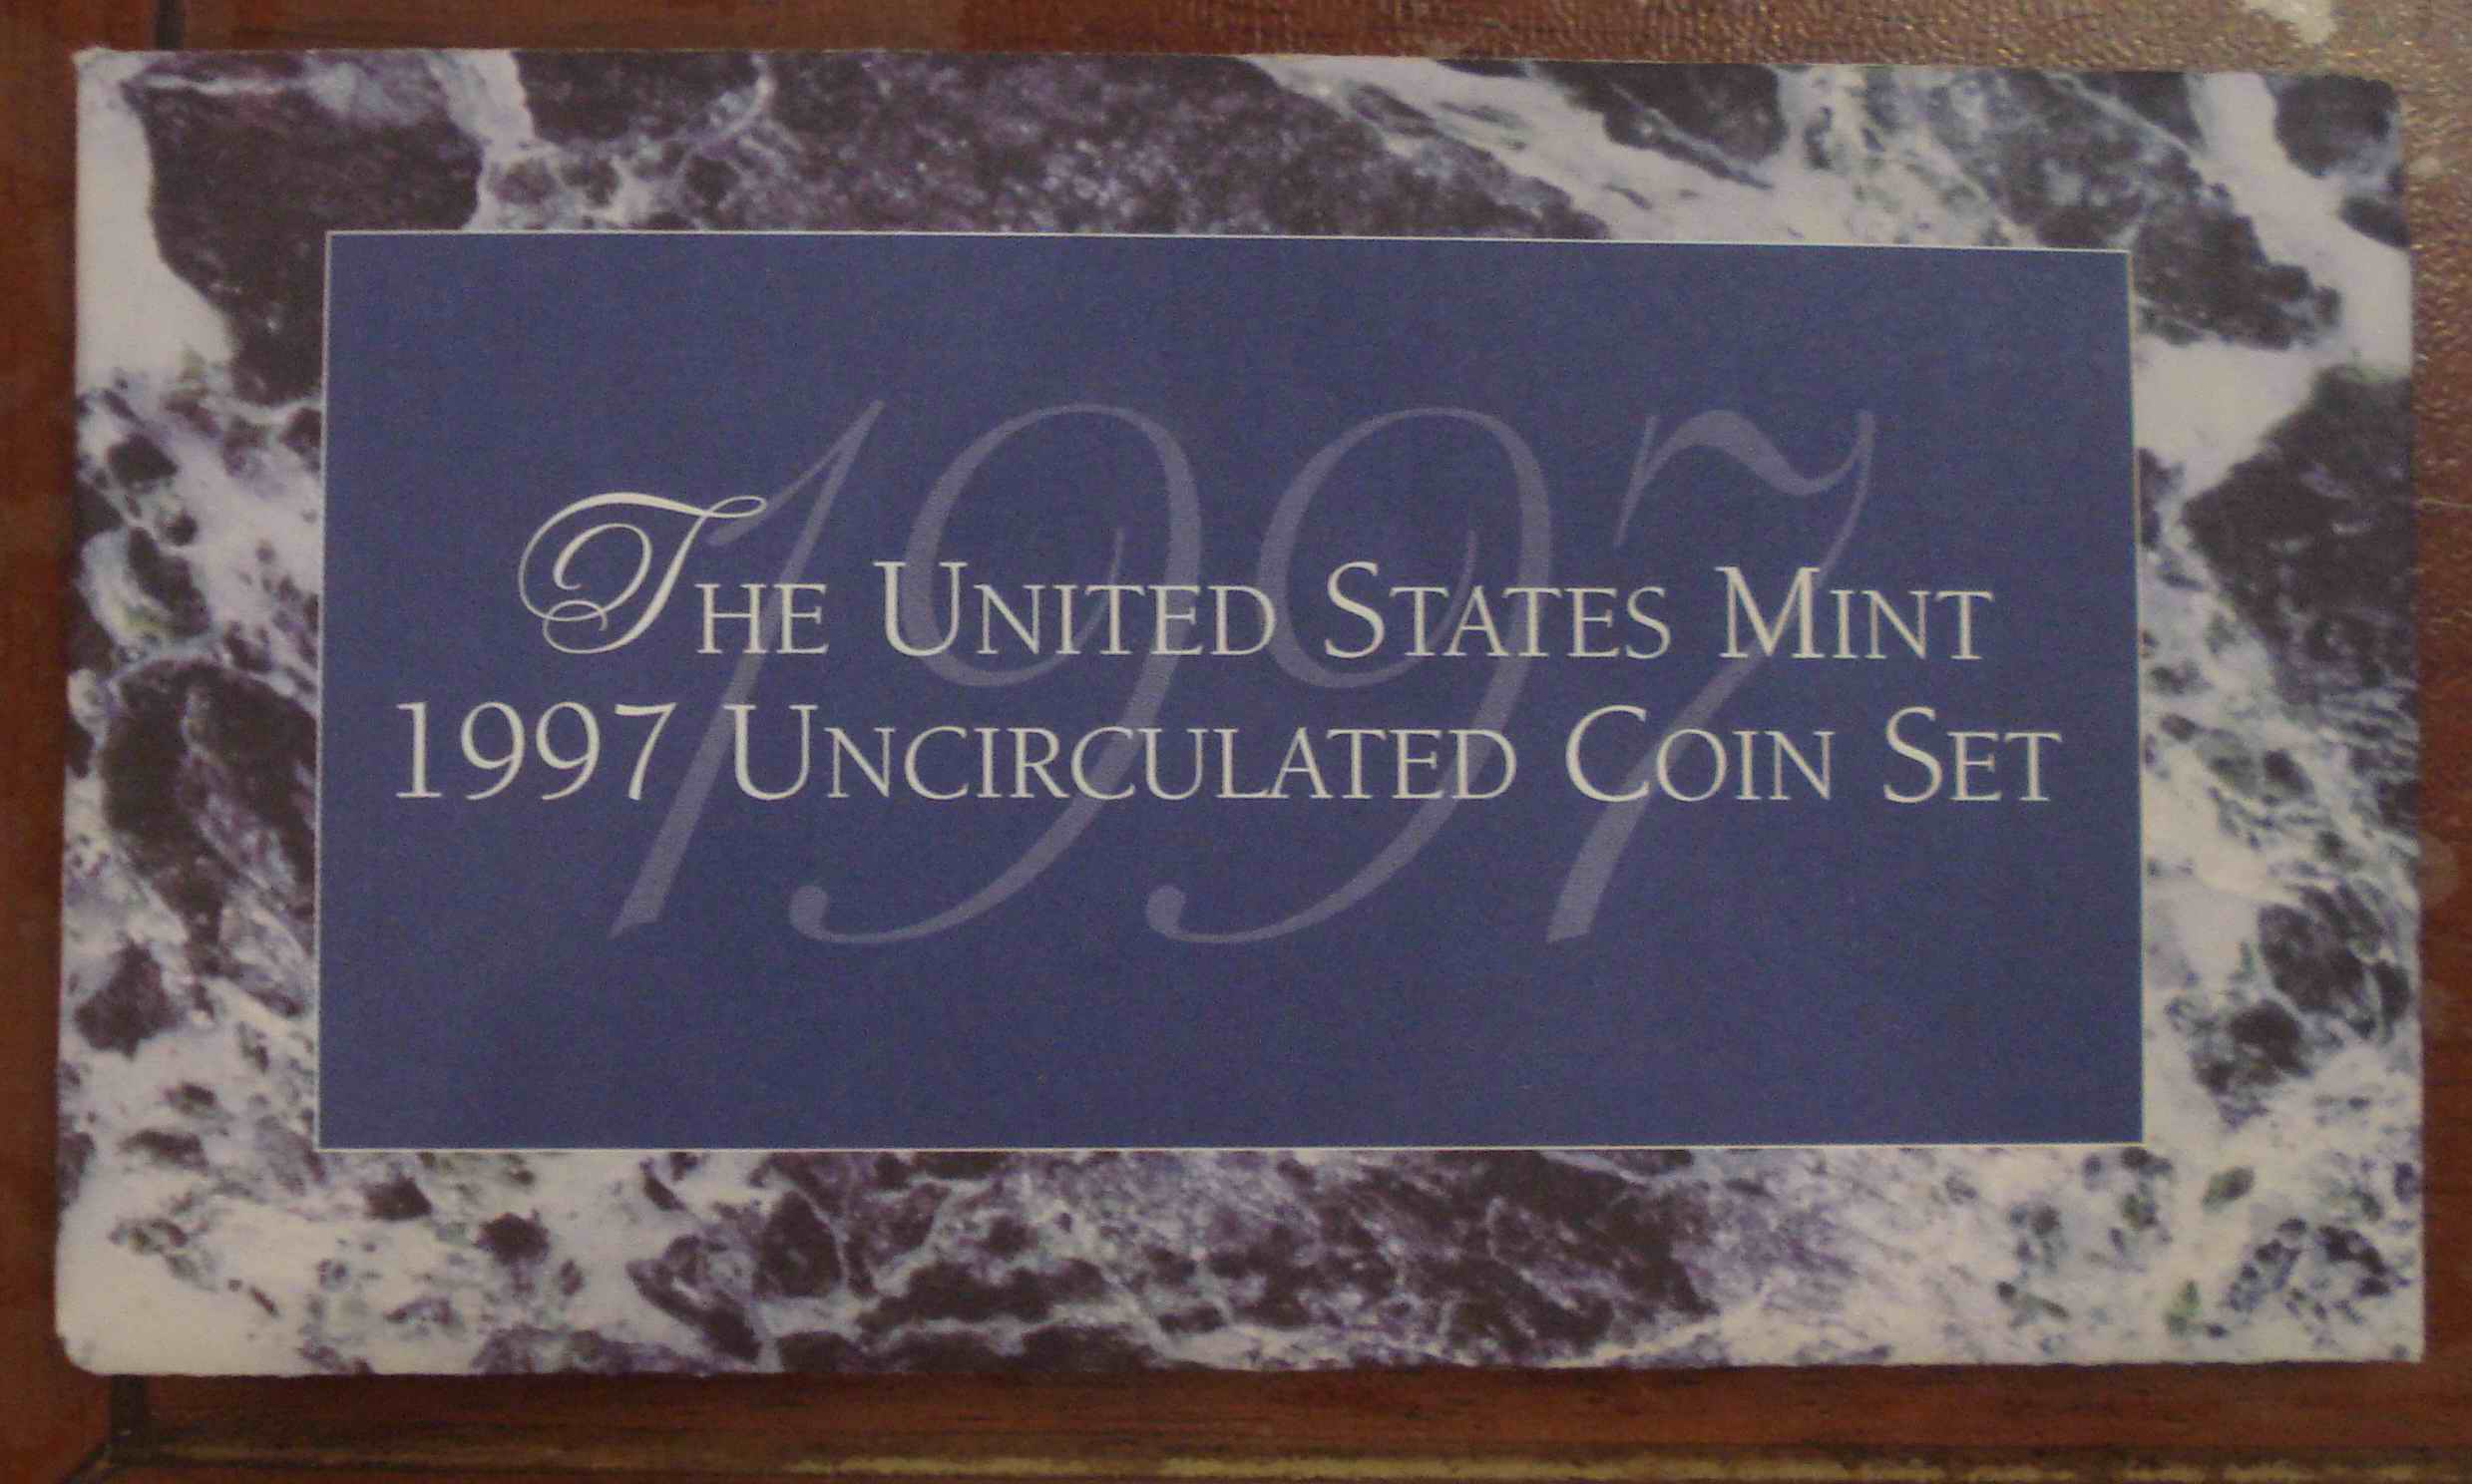 1997
The United States Mint
1997 Uncirculated Coin Set